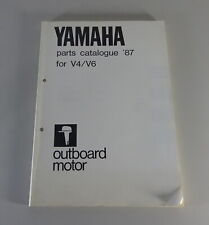 YAMAHA
parts catalogue '87
for V4/V6
outboard
motor